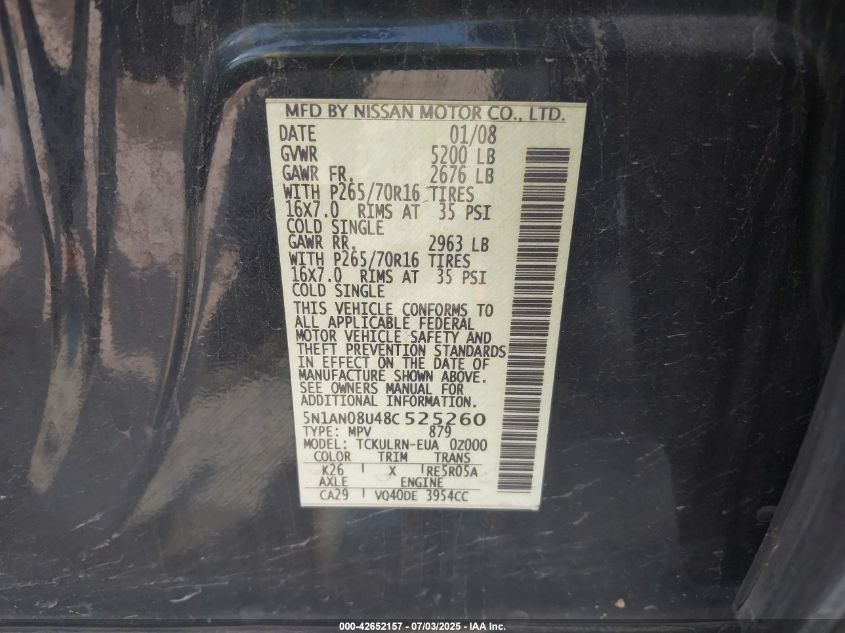 MFD BY NISSAN MOTOR CO., LTD.
DATE 01/08
GVWR 5200 LB
GAWR FR. 2676 LB
WITH P265/70R16 TIRES
16X7.0 RIMS AT 35 PSI
COLD SINGLE
GAWR RR. 2963 LB
WITH P265/70R16 TIRES
16X7.0 RIMS AT 35 PSI
COLD SINGLE
THIS VEHICLE CONFORMS TO
ALL APPLICABLE FEDERAL
MOTOR VEHICLE SAFETY AND
THEFT PREVENTION STANDARDS
IN EFFECT ON THE DATE OF
MANUFACTURE SHOWN ABOVE.
SEE OWNERS MANUAL FOR
ADDITIONAL INFORMATION.
5N1AN08U48C525260
TYPE: MPV 879
MODEL: TCKULRN-EUA 0Z000
COLOR TRIM TRANS
K26 X RE5R05A
AXLE ENGINE
CA29 VQ40DE 3954CC
000-42652157 - 07/03/2025 - IAA Inc.